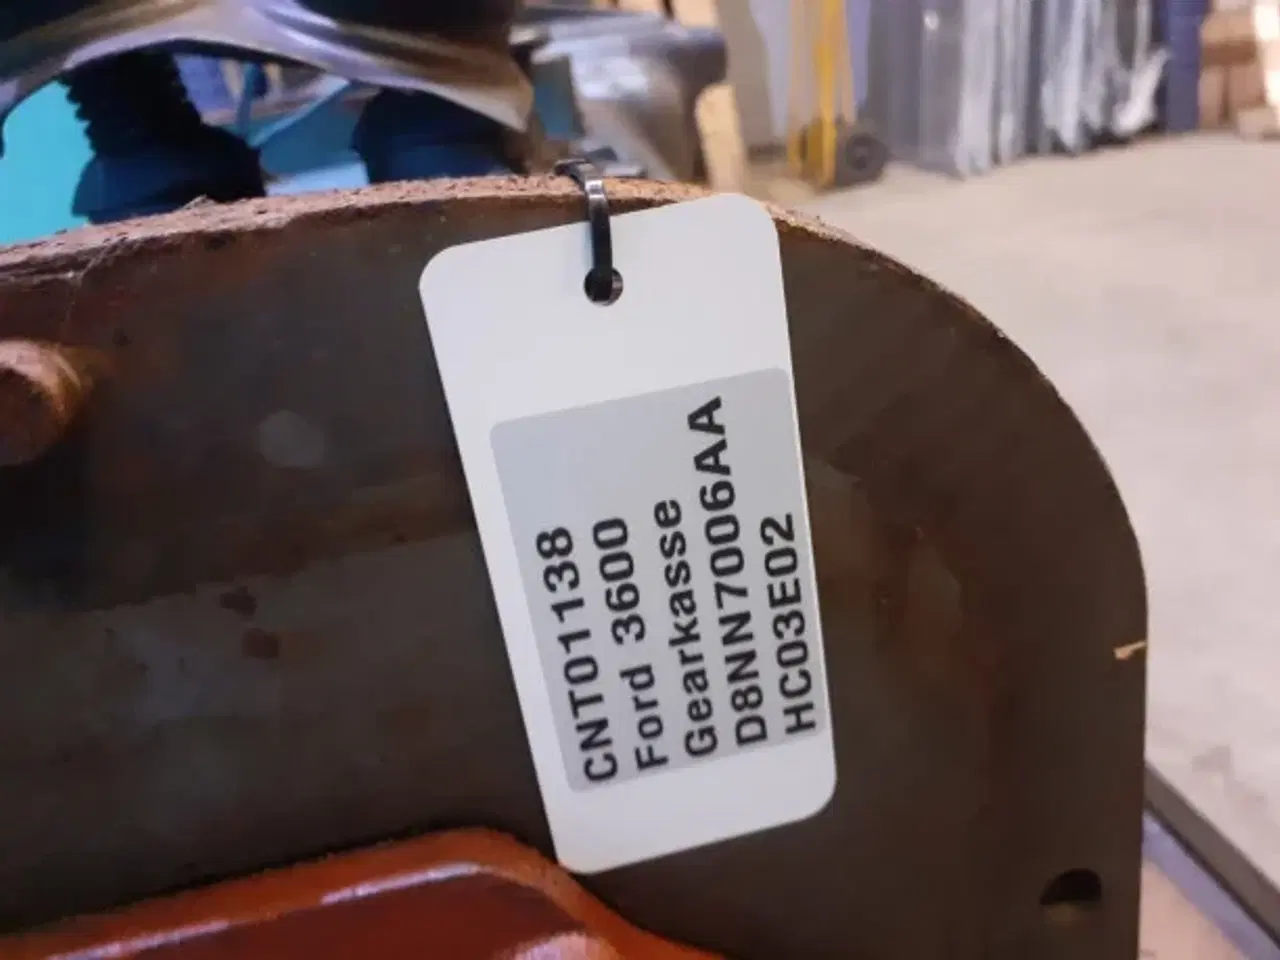 CNT01138
Ford 3600
Gearkasse
D8NN7006AA
HC03E02